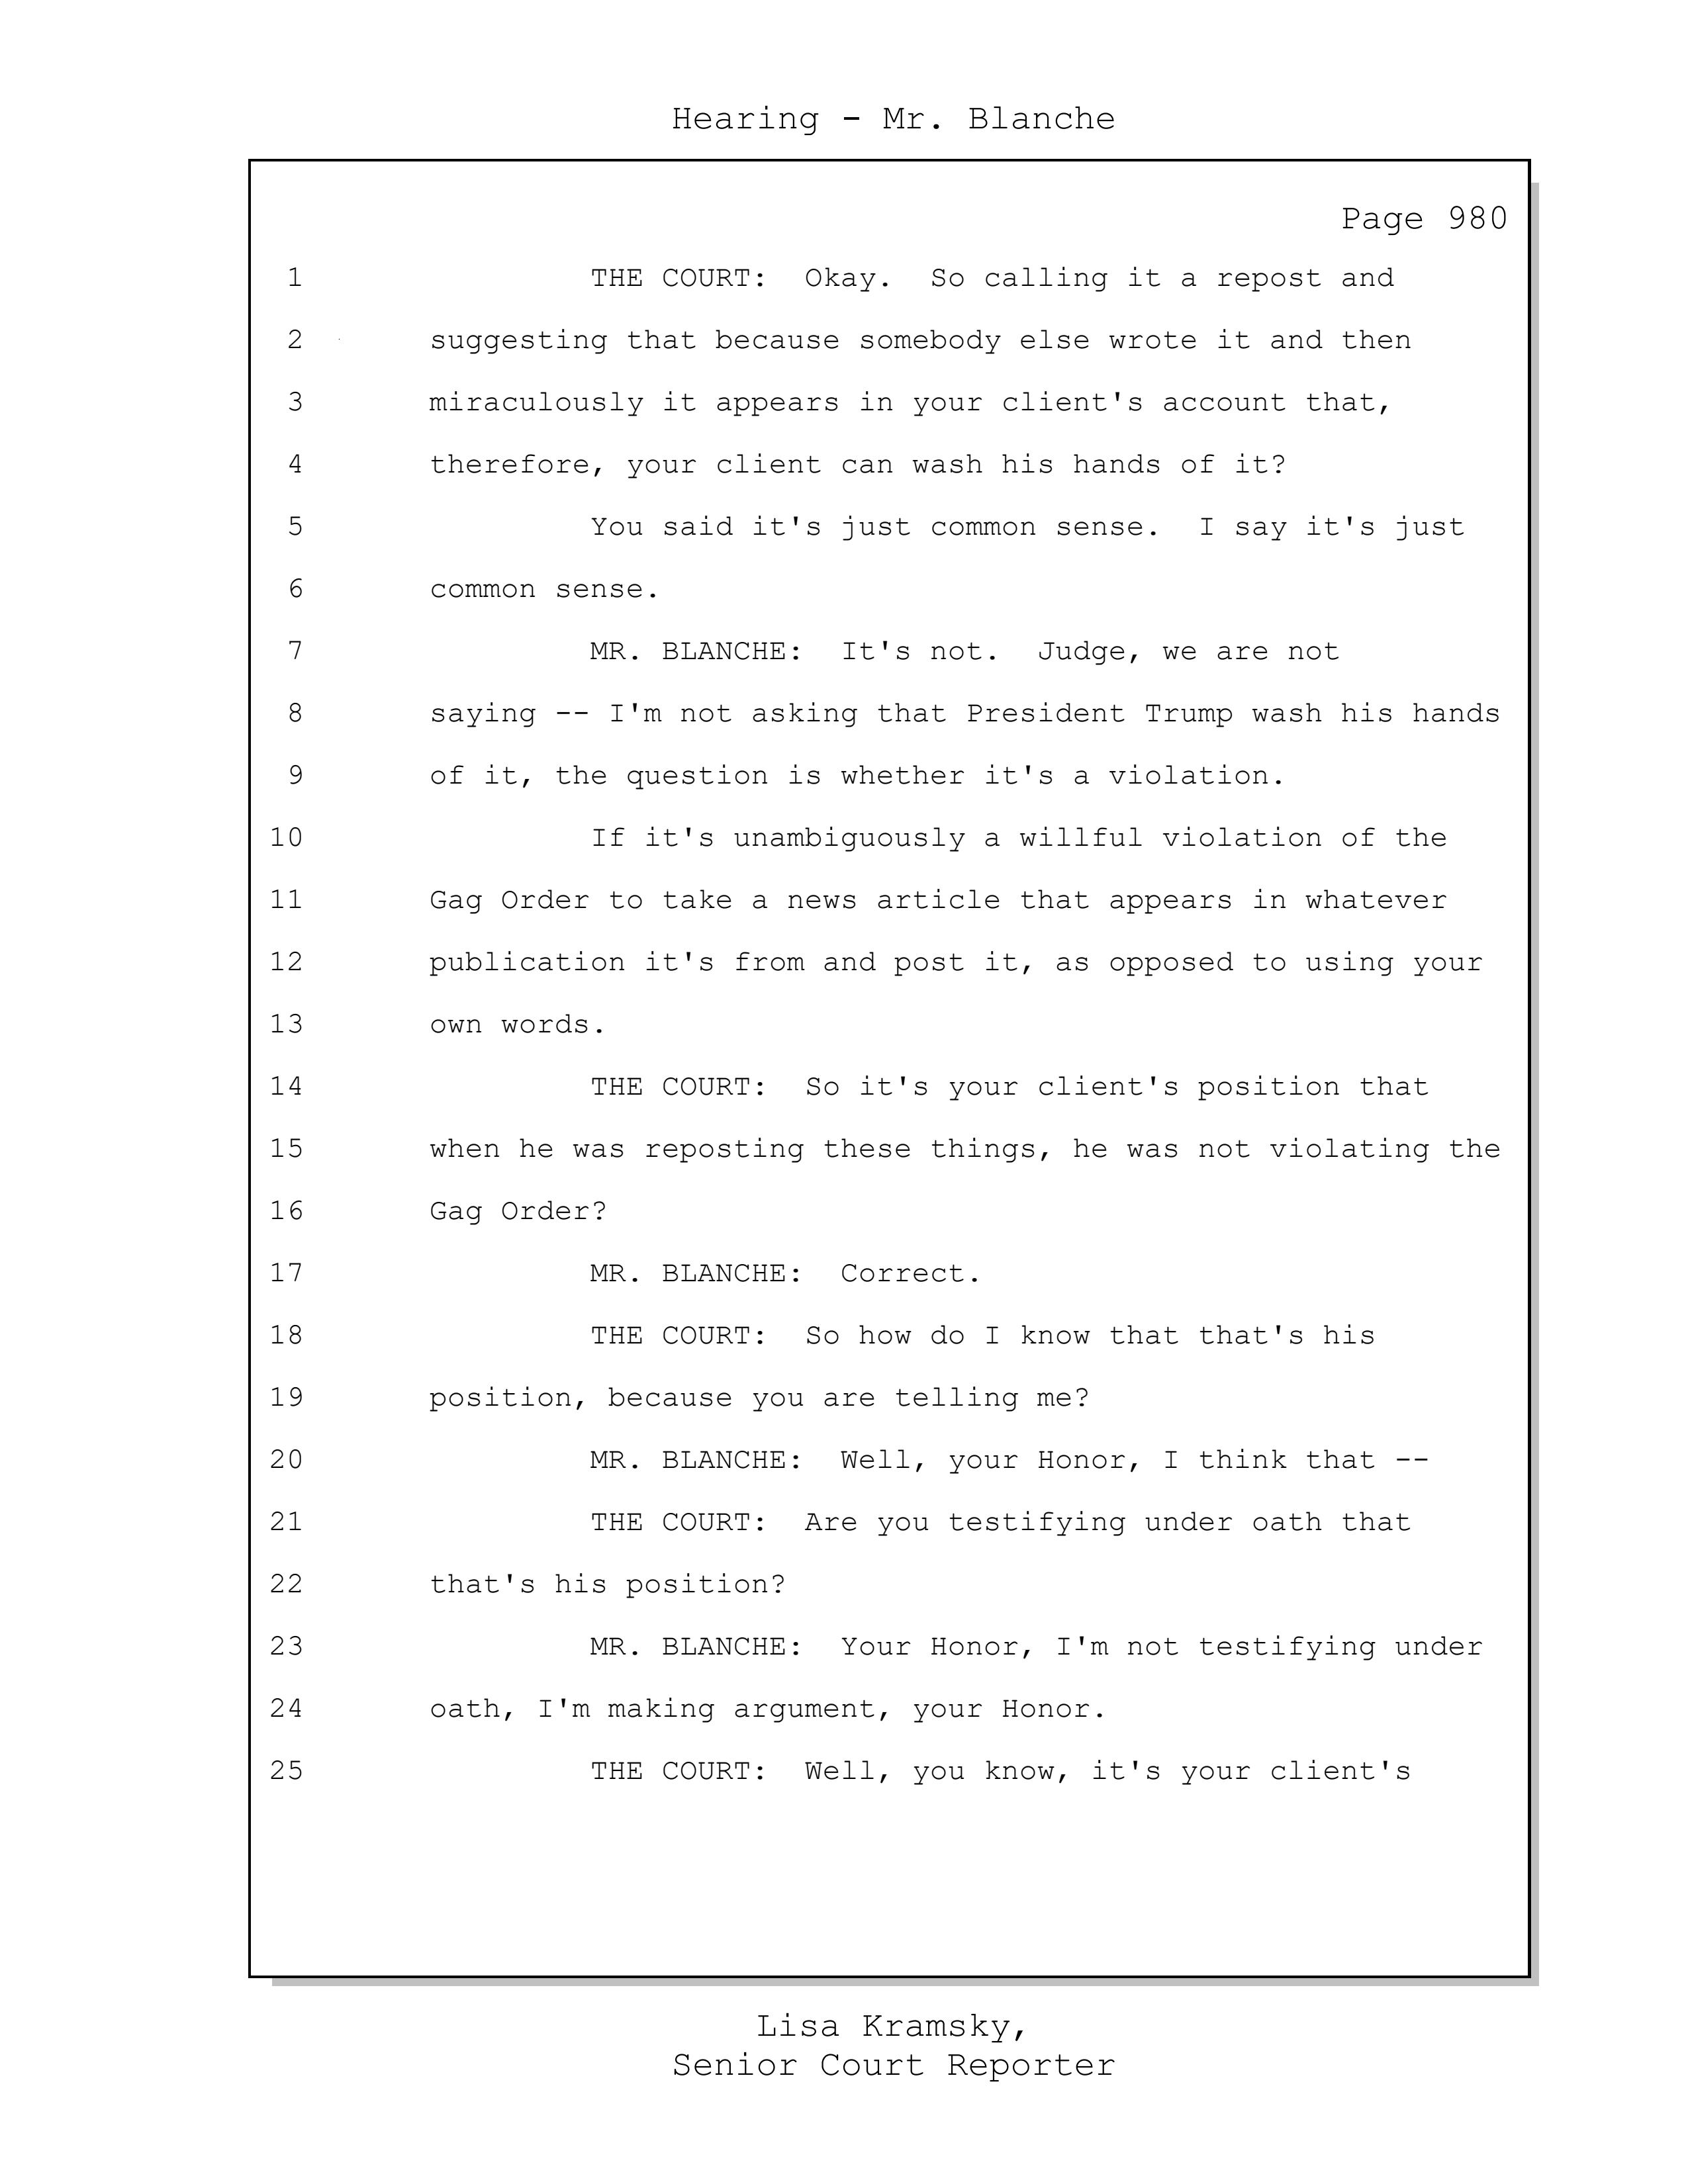 Hearing - Mr. Blanche
Page 980
1 THE COURT: Okay. So calling it a repost and
2 suggesting that because somebody else wrote it and then
3 miraculously it appears in your client's account that,
4 therefore, your client can wash his hands of it?
5 You said it's just common sense. I say it's just
6 common sense.
7 MR. BLANCHE: It's not. Judge, we are not
8 saying -- I'm not asking that President Trump wash his hands
9 of it, the question is whether it's a violation.
10 If it's unambiguously a willful violation of the
11 Gag Order to take a news article that appears in whatever
12 publication it's from and post it, as opposed to using your
13 own words.
14 THE COURT: So it's your client's position that
15 when he was reposting these things, he was not violating the
16 Gag Order?
17 MR. BLANCHE: Correct.
18 THE COURT: So how do I know that that's his
19 position, because you are telling me?
20 MR. BLANCHE: Well, your Honor, I think that --
21 THE COURT: Are you testifying under oath that
22 that's his position?
23 MR. BLANCHE: Your Honor, I'm not testifying under
24 oath, I'm making argument, your Honor.
25 THE COURT: Well, you know, it's your client's
Lisa Kramsky,
Senior Court Reporter